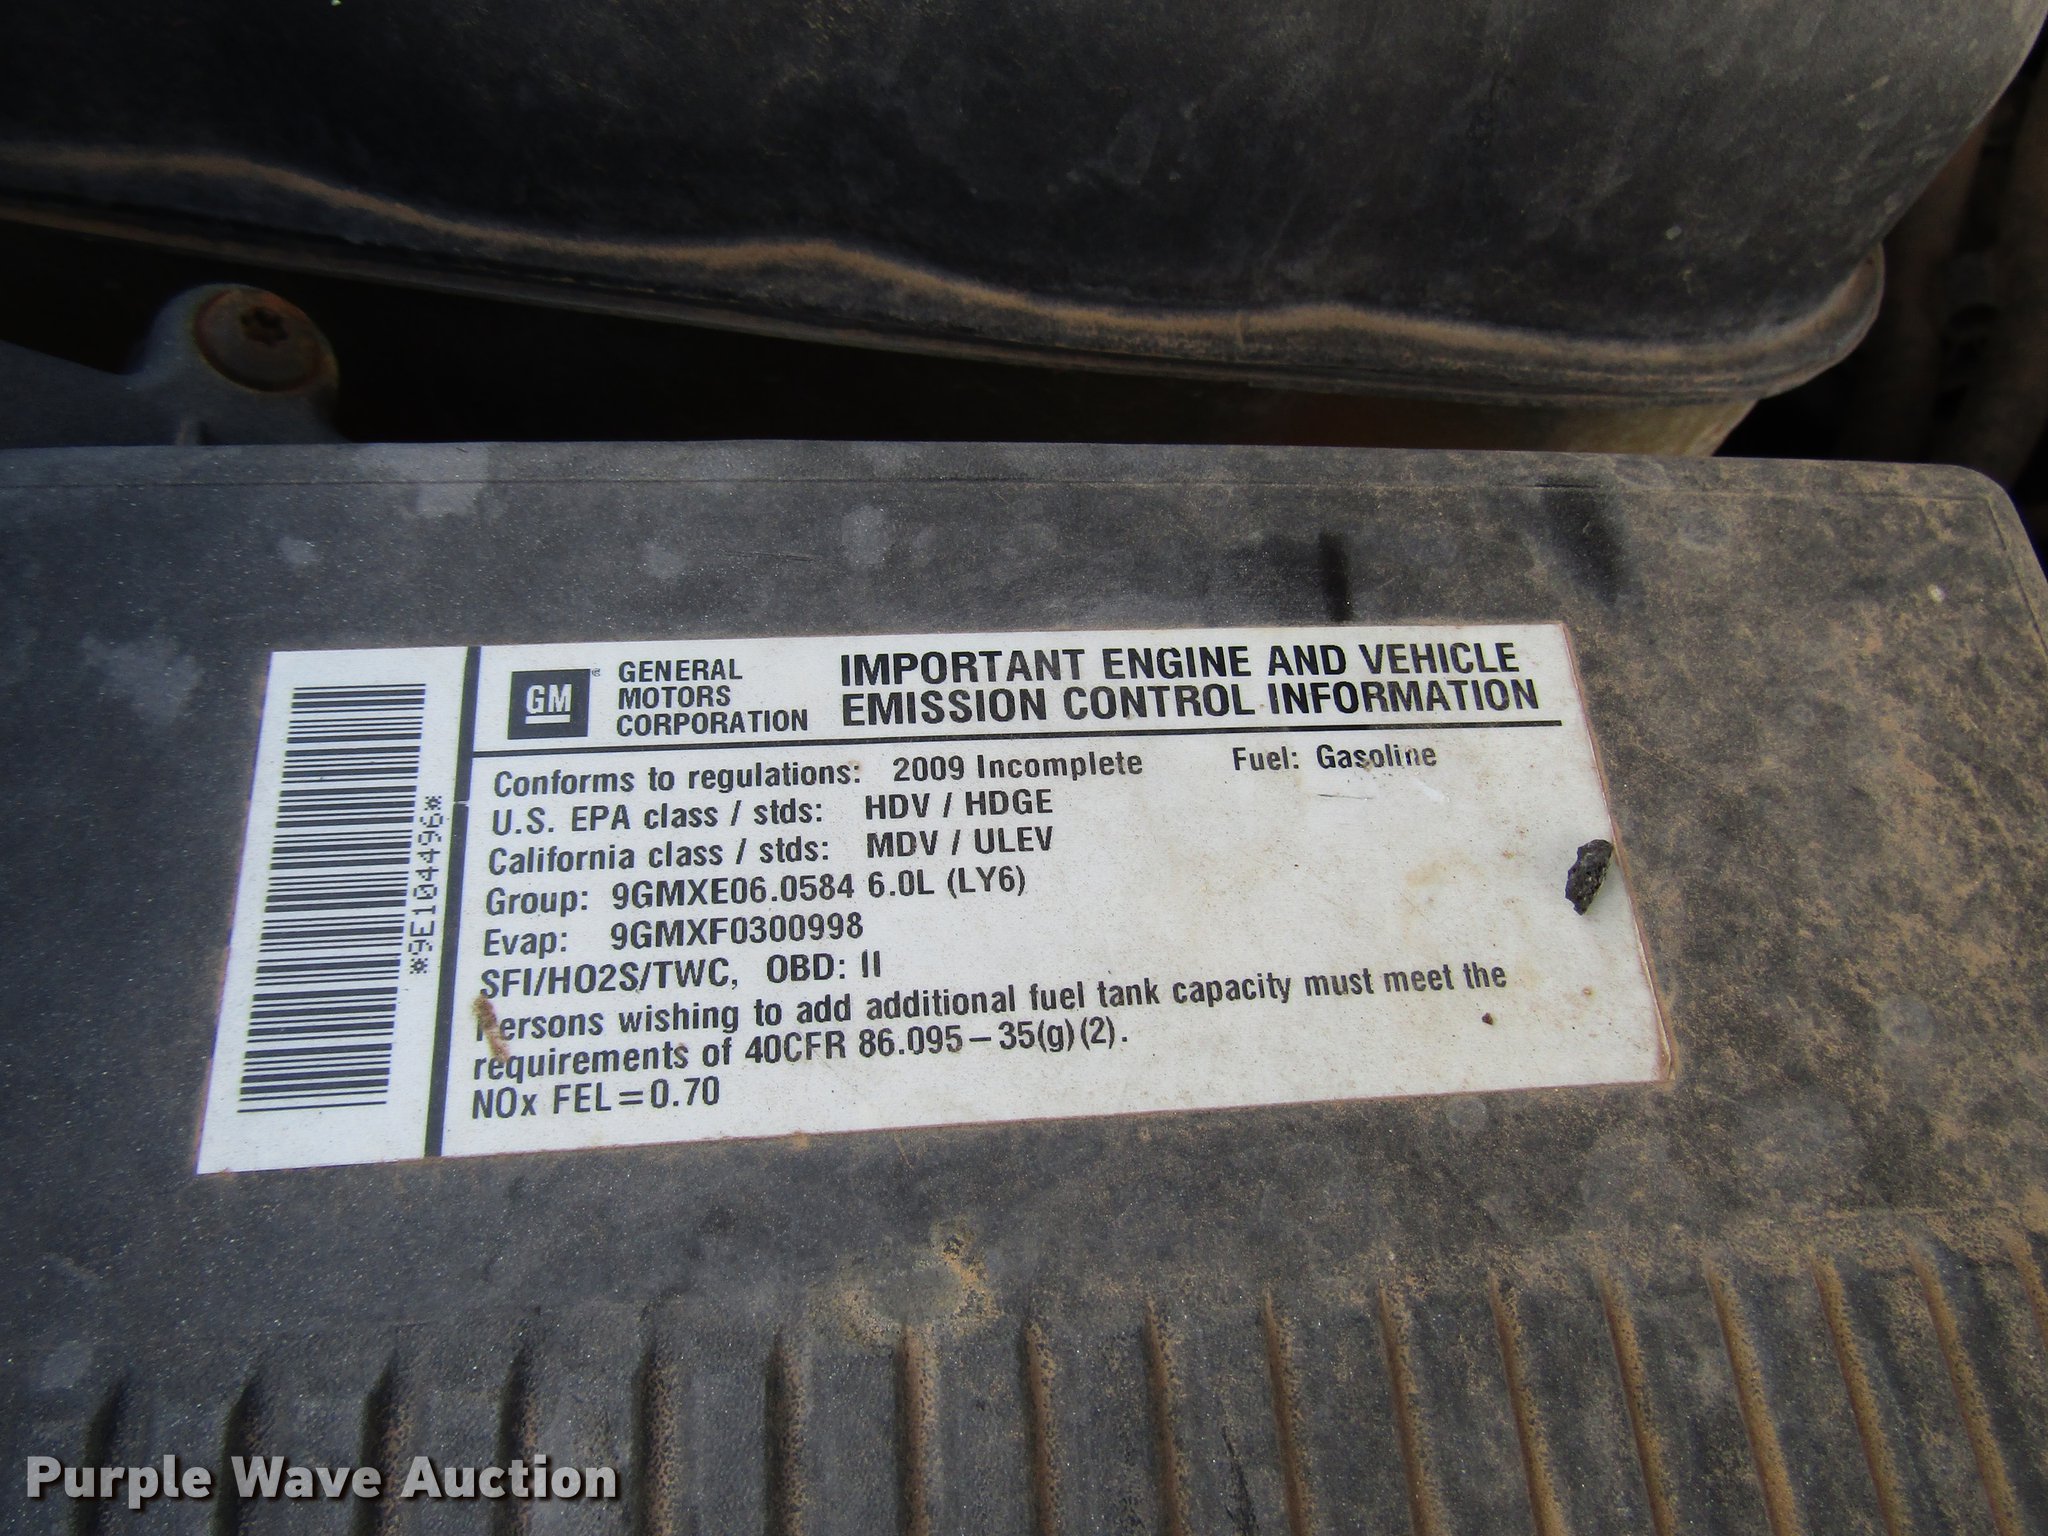 *9E104496*
GM
GENERAL
MOTORS
CORPORATION
IMPORTANT ENGINE AND VEHICLE
EMISSION CONTROL INFORMATION
Conforms to regulations: 2009 Incomplete Fuel: Gasoline
U.S. EPA class / stds: HDV / HDGE
California class / stds: MDV / ULEV
Group: 9GMXE06.0584 6.0L (LY6)
Evap: 9GMXF0300998
SFI/HO2S/TWC, OBD: II
Persons wishing to add additional fuel tank capacity must meet the
requirements of 40CFR 86.095-35(g)(2).
NOx FEL=0.70
Purple Wave Auction